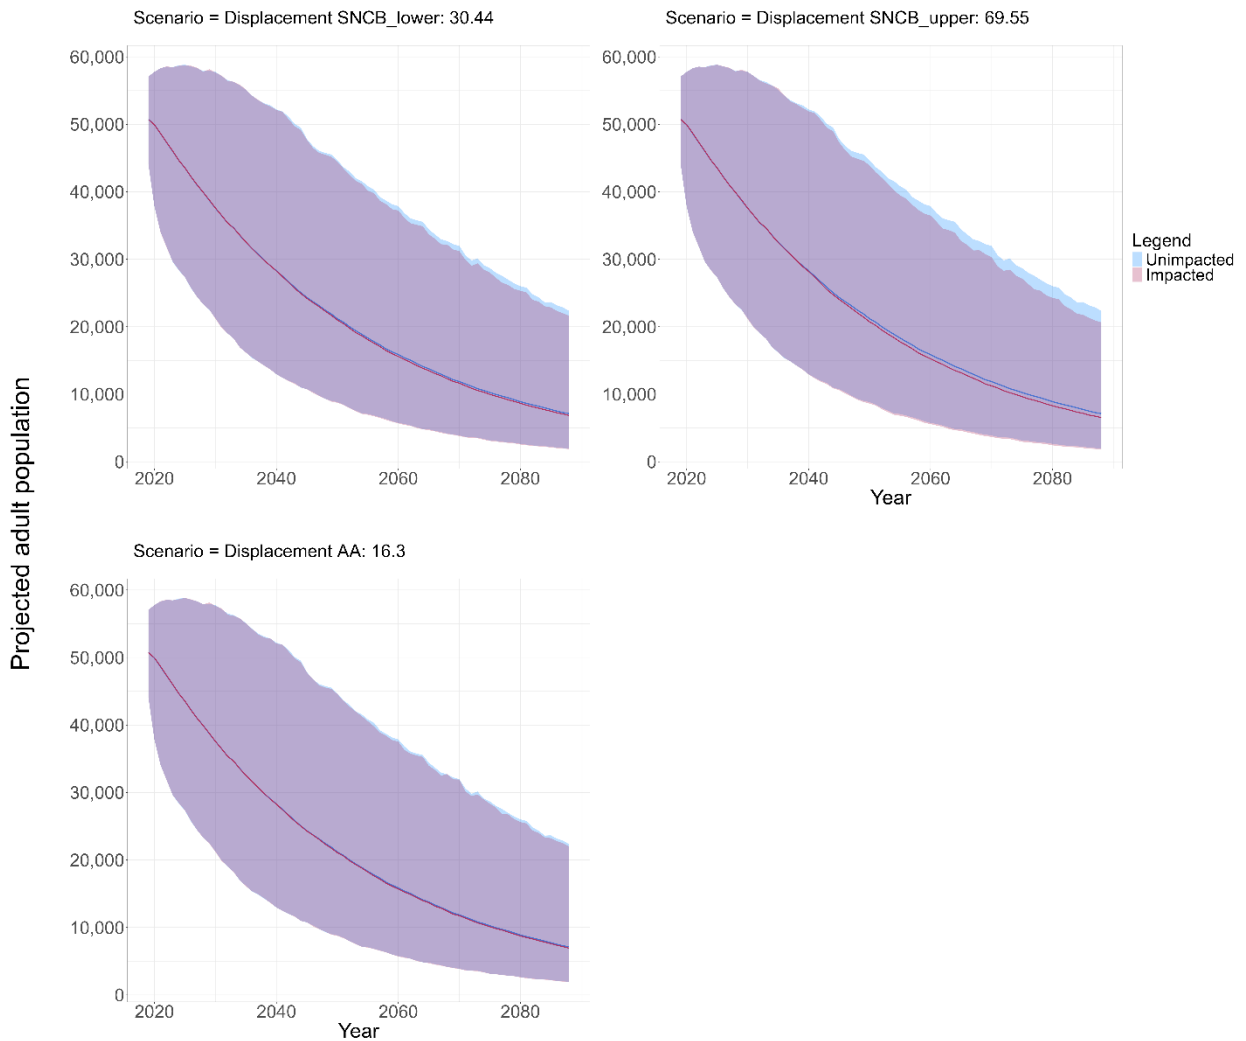 Scenario = Displacement SNCB_lower: 30.44
60,000
50,000
40,000
30,000
20,000
10,000
0
2020 2040 2060 2080
Scenario = Displacement SNCB_upper: 69.55
60,000
50,000
40,000
30,000
20,000
10,000
0
2020 2040 2060 2080
Year
Legend
Unimpacted
Impacted
Projected adult population
Scenario = Displacement AA: 16.3
60,000
50,000
40,000
30,000
20,000
10,000
0
2020 2040 2060 2080
Year